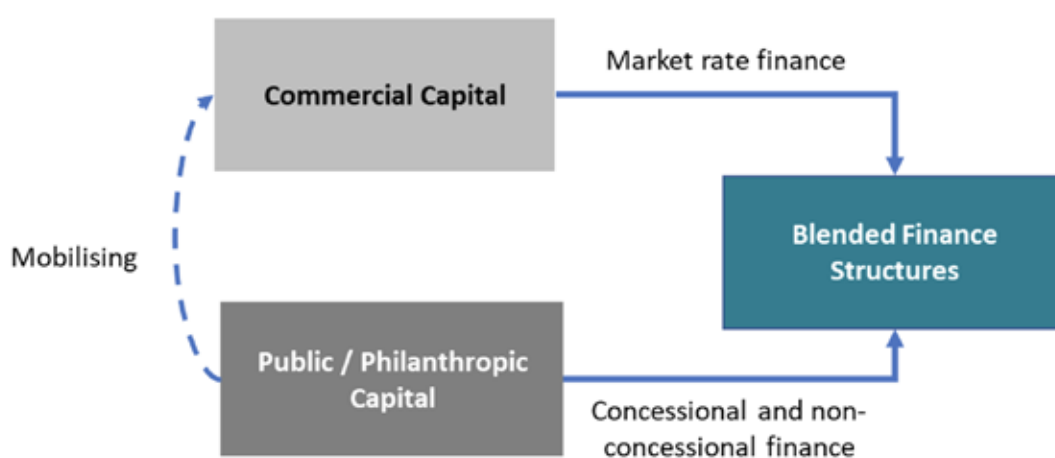 Commercial Capital
Market rate finance
Mobilising
Blended Finance
Structures
Public / Philanthropic
Capital
Concessional and non-
concessional finance